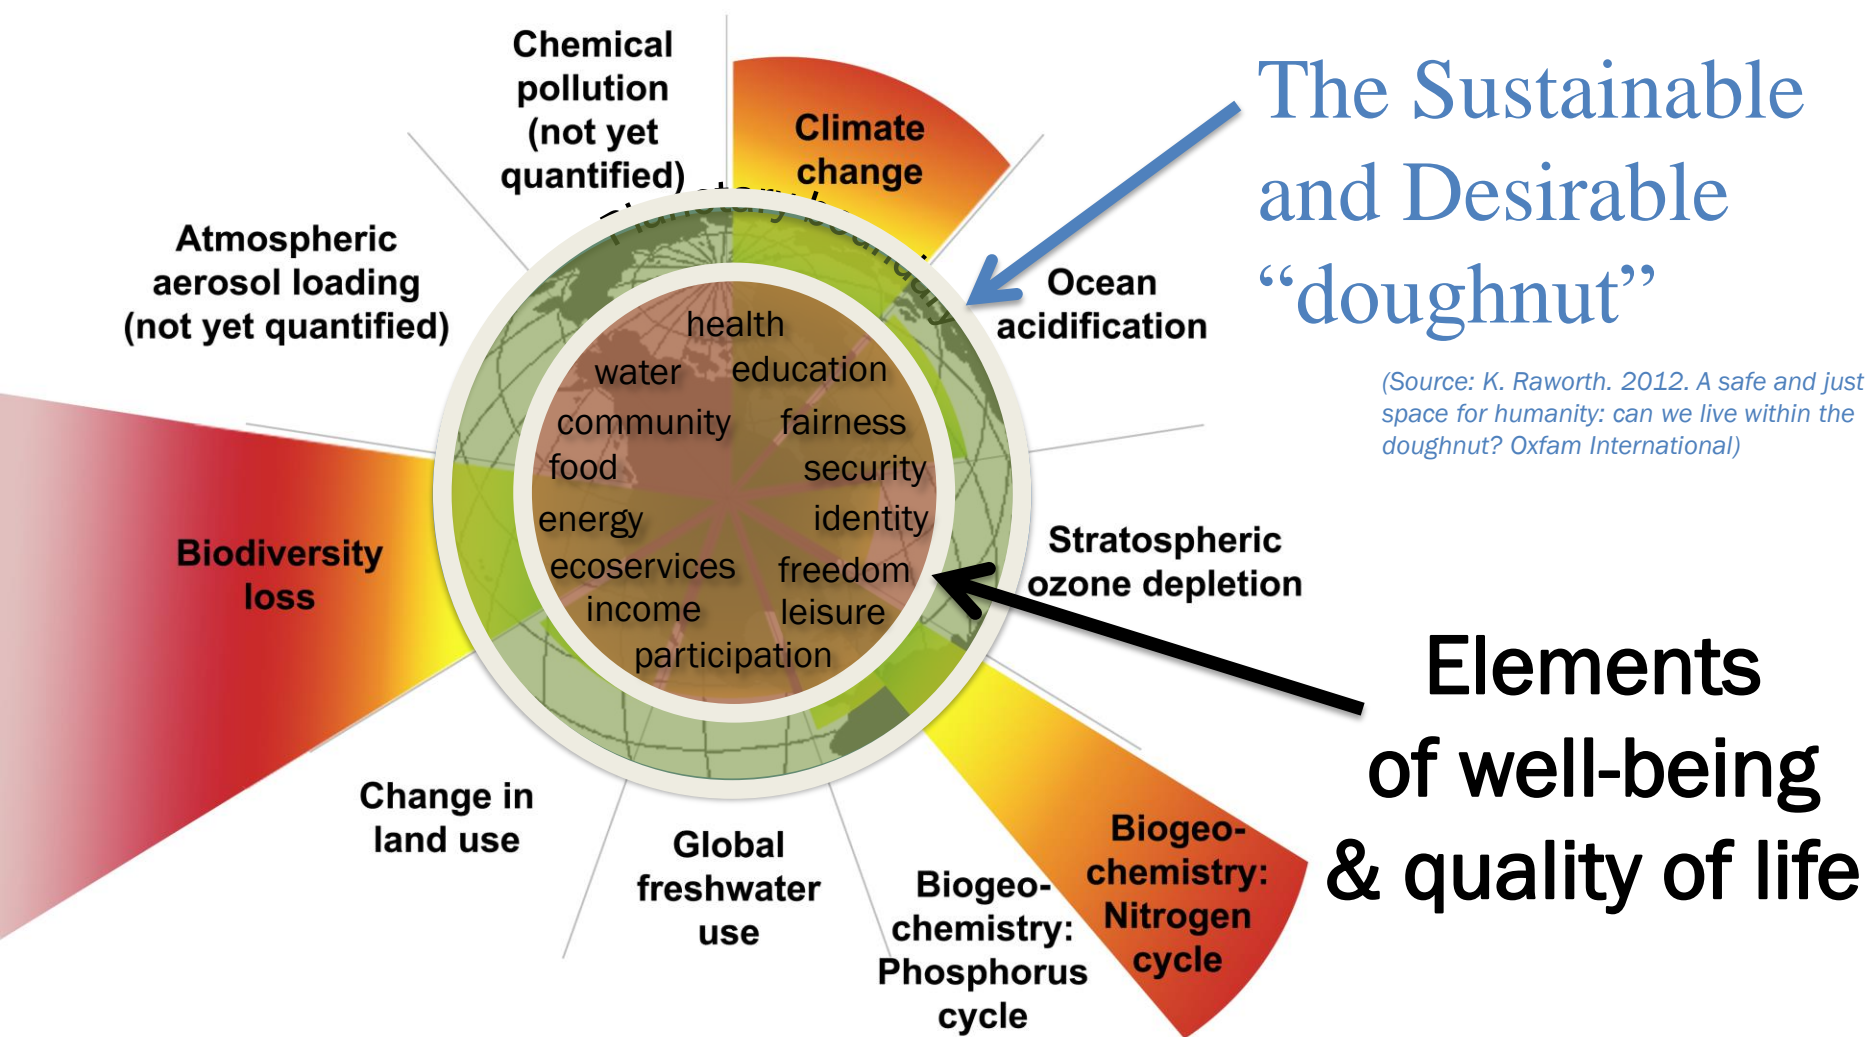 Chemical
pollution
(not yet
quantified)
Climate
change
The Sustainable
and Desirable
“doughnut”
(Source: K. Raworth. 2012. A safe and just
space for humanity: can we live within the
doughnut? Oxfam International)
Atmospheric
aerosol loading
(not yet quantified)
Planetary boundary
Ocean
acidification
health
water education
community fairness
food security
energy identity
ecoservices freedom
income leisure
participation
Biodiversity
loss
Stratospheric
ozone depletion
Elements
of well-being
& quality of life
Change in
land use
Global
freshwater
use
Biogeo-
chemistry:
Phosphorus
cycle
Biogeo-
chemistry:
Nitrogen
cycle